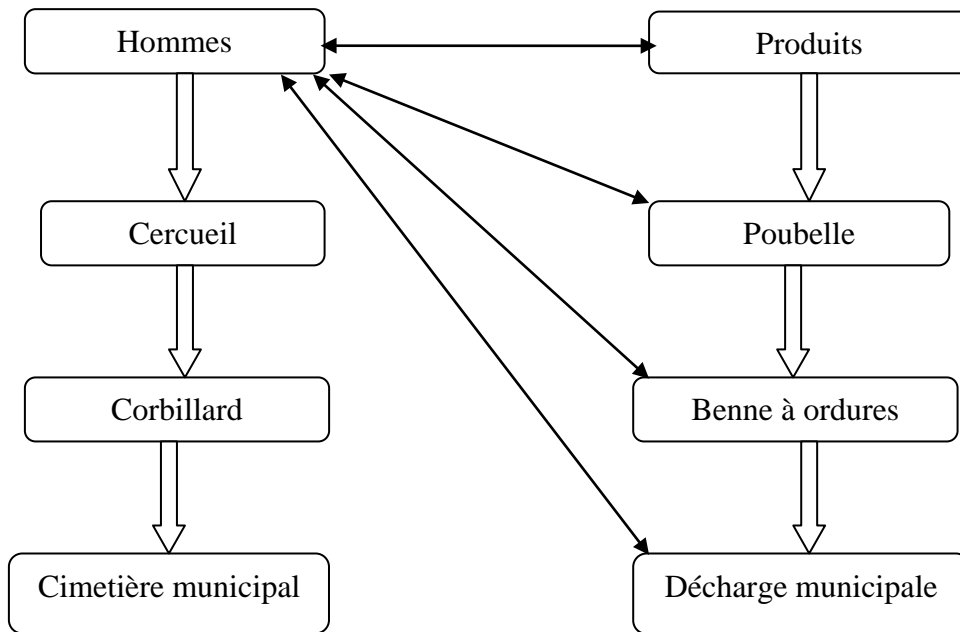 Hommes
Produits
Cercueil
Poubelle
Corbillard
Benne à ordures
Cimetière municipal
Décharge municipale